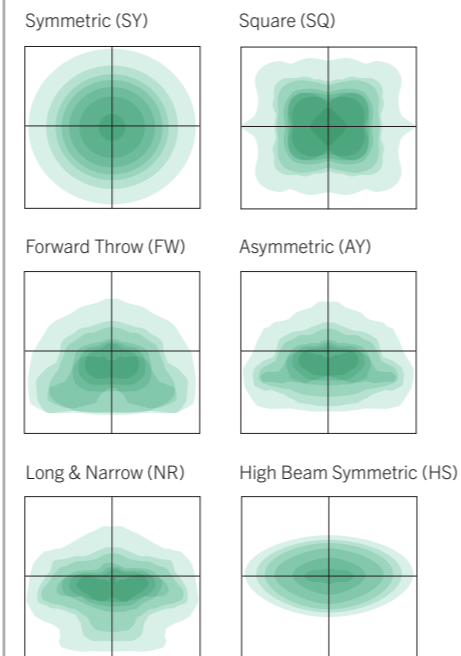 Symmetric (SY)
Square (SQ)
Forward Throw (FW)
Asymmetric (AY)
Long & Narrow (NR)
High Beam Symmetric (HS)